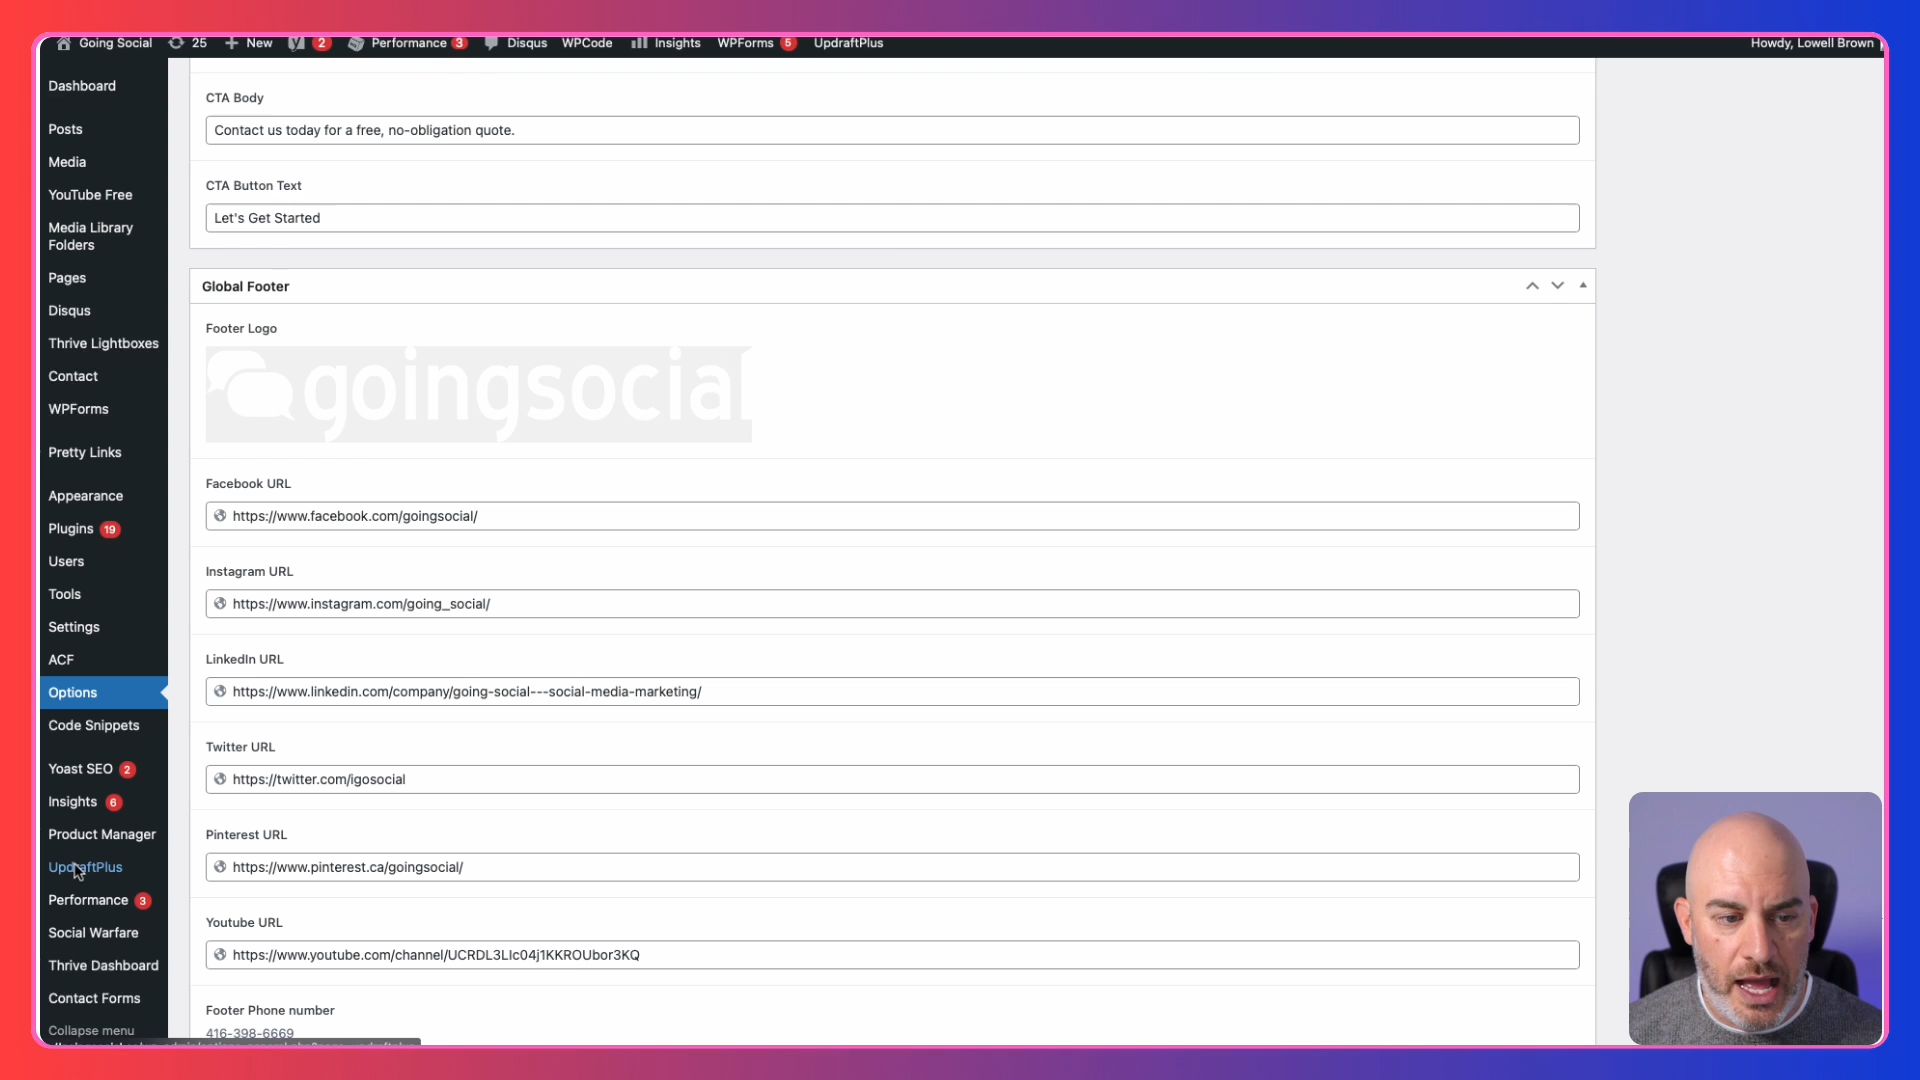 Going Social 25 New 2 Performance 3 Disqus WPCode Insights WPForms 5 UpdraftPlus Howdy, Lowell Brown
Dashboard
Posts
Media
YouTube Free
Media Library
Folders
Pages
Disqus
Thrive Lightboxes
Contact
WPForms
Pretty Links
Appearance
Plugins 19
Users
Tools
Settings
ACF
Options
Code Snippets
Yoast SEO 2
Insights 6
Product Manager
UpdraftPlus
Performance 3
Social Warfare
Thrive Dashboard
Contact Forms
Collapse menu
CTA Body
Contact us today for a free, no-obligation quote.
CTA Button Text
Let's Get Started
Global Footer
Footer Logo
goingsocial
Facebook URL
https://www.facebook.com/goingsocial/
Instagram URL
https://www.instagram.com/going_social/
LinkedIn URL
https://www.linkedin.com/company/going-social---social-media-marketing/
Twitter URL
https://twitter.com/igosocial
Pinterest URL
https://www.pinterest.ca/goingsocial/
Youtube URL
https://www.youtube.com/channel/UCRDL3LIc04j1KKROUbor3KQ
Footer Phone number
416-398-6669